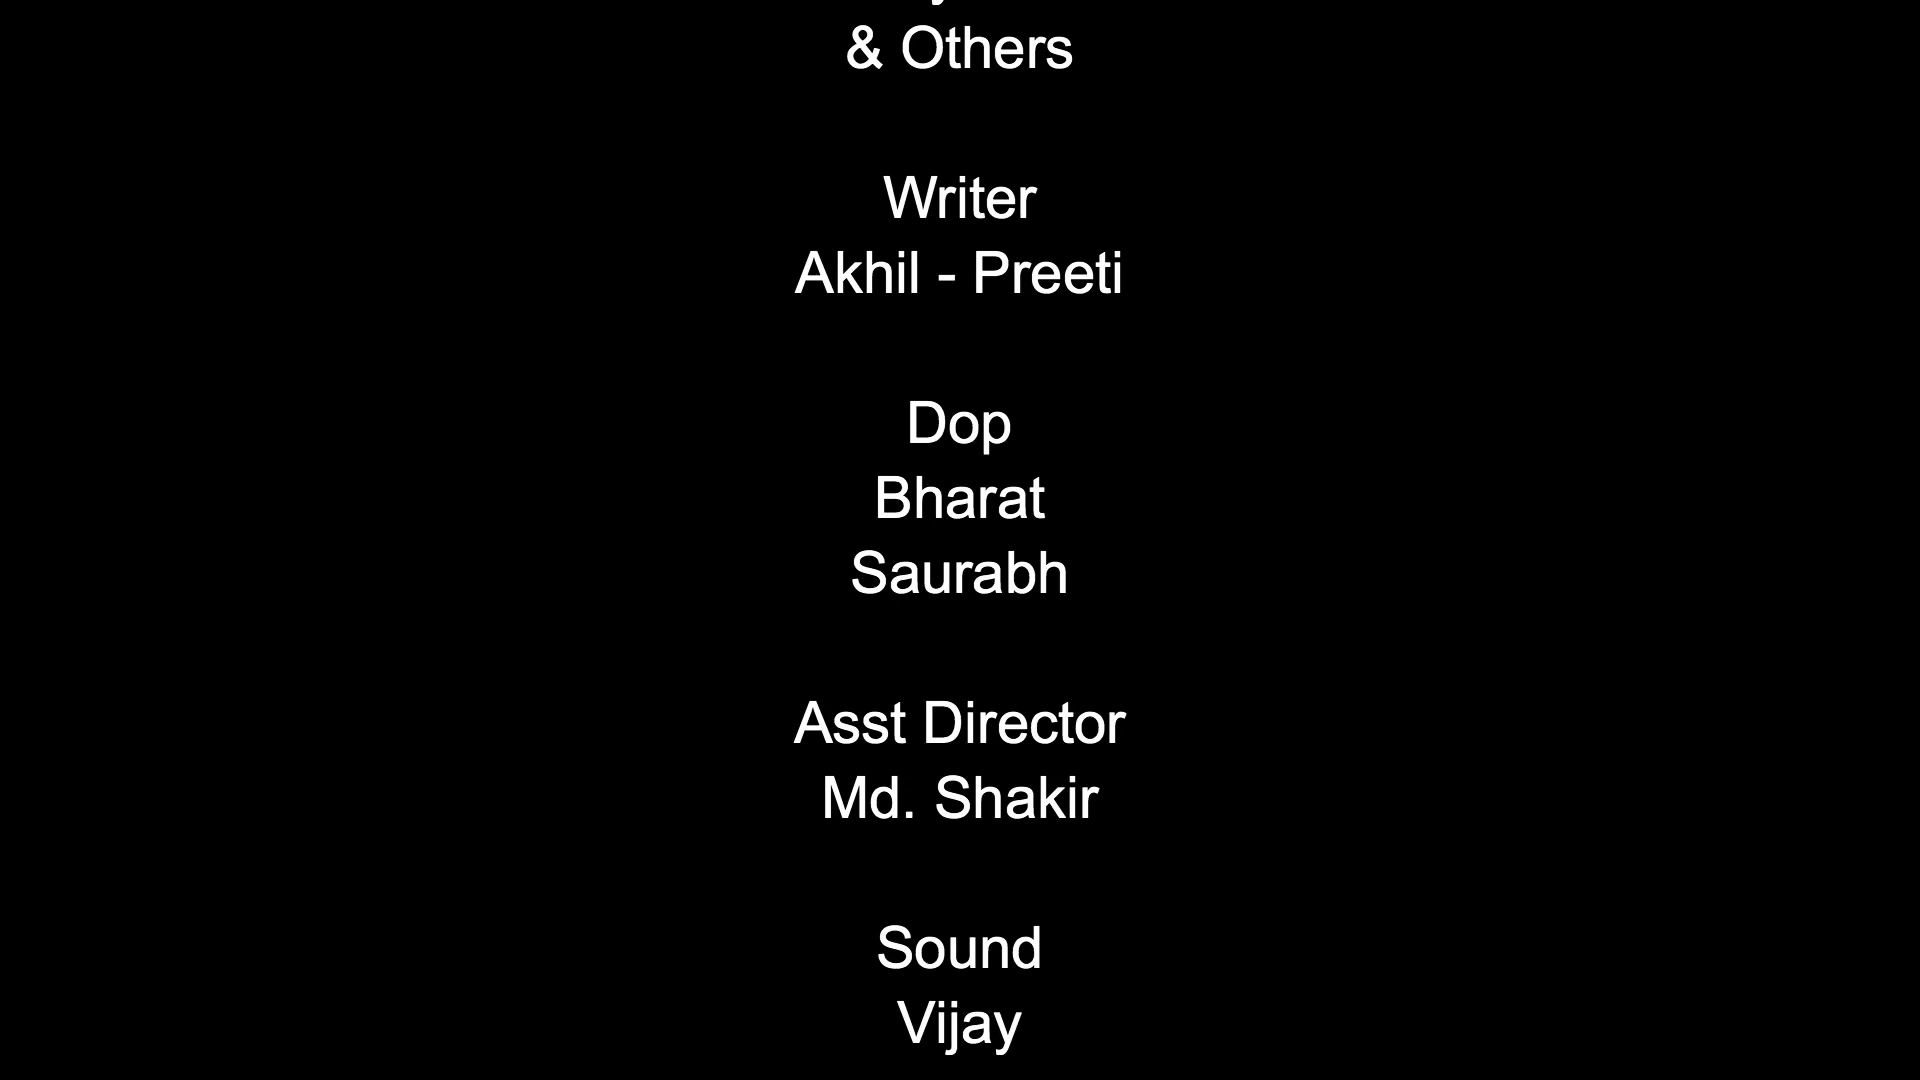 & Others
Writer
Akhil - Preeti
Dop
Bharat
Saurabh
Asst Director
Md. Shakir
Sound
Vijay